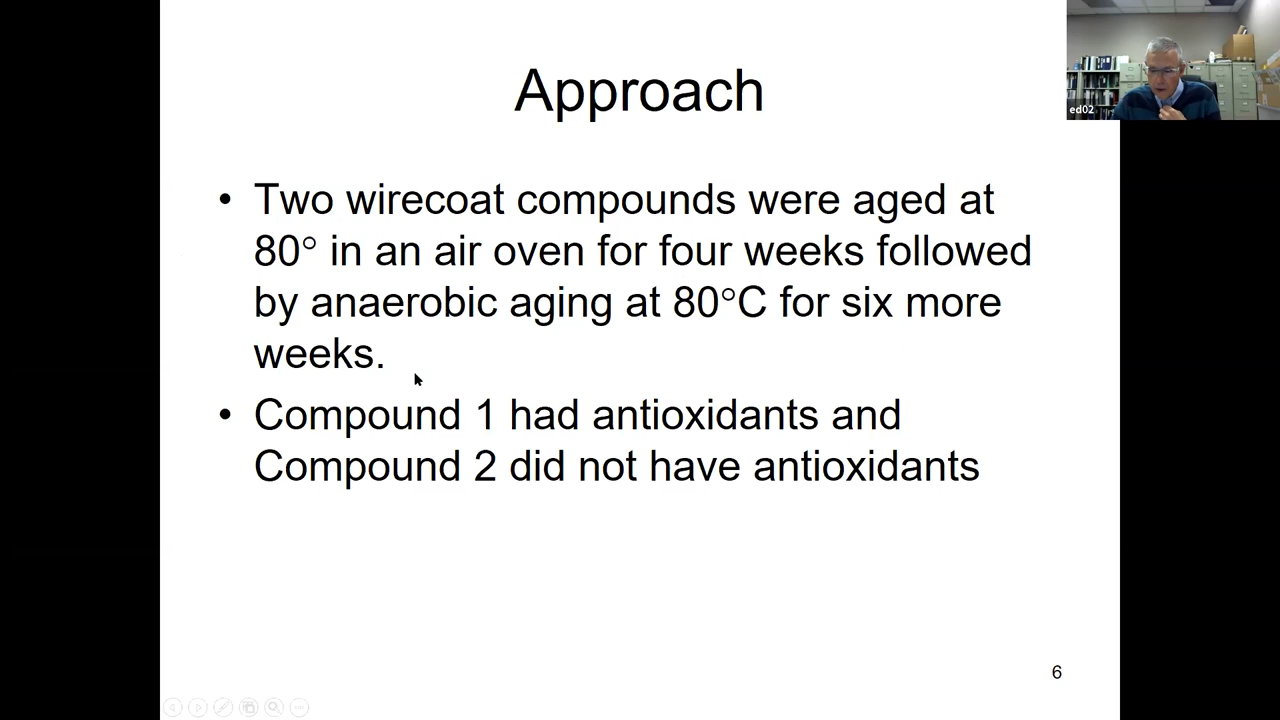 Approach
• Two wirecoat compounds were aged at
80° in an air oven for four weeks followed
by anaerobic aging at 80°C for six more
weeks.
• Compound 1 had antioxidants and
Compound 2 did not have antioxidants
6
ed02